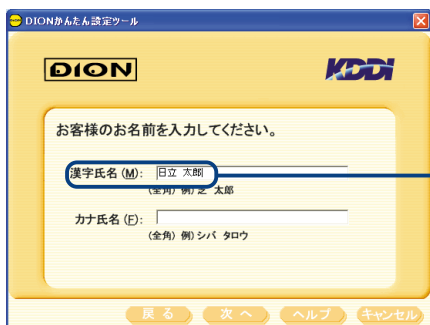 DIONかんたん設定ツール
DION
KDDI
お客様のお名前を入力してください。
漢字氏名(M): 日立 太郎
(全角) 例)芝 太郎
カナ氏名(F):
(全角) 例)シバ タロウ
戻る 次へ ヘルプ キャンセル